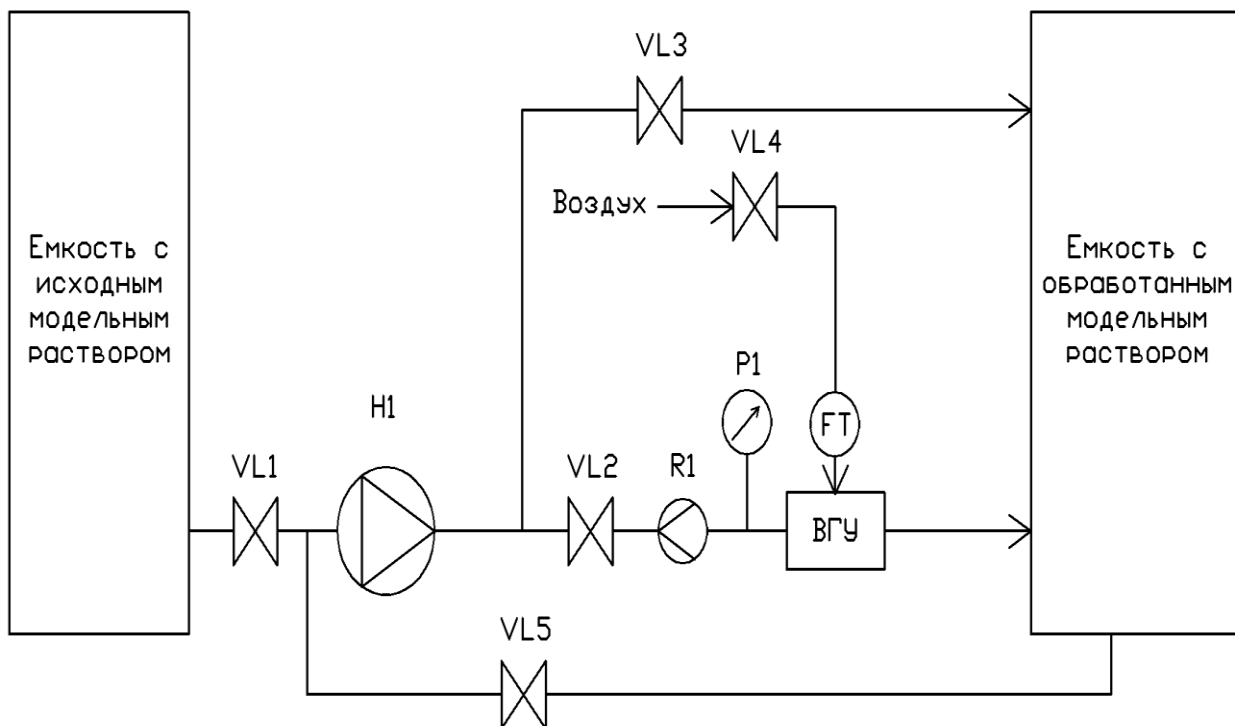 VL3
VL4
Воздух
Емкость с
исходным
модельным
раствором
Емкость с
обработанным
модельным
раствором
P1
H1
FT
VL1
VL2
R1
ВГУ
VL5